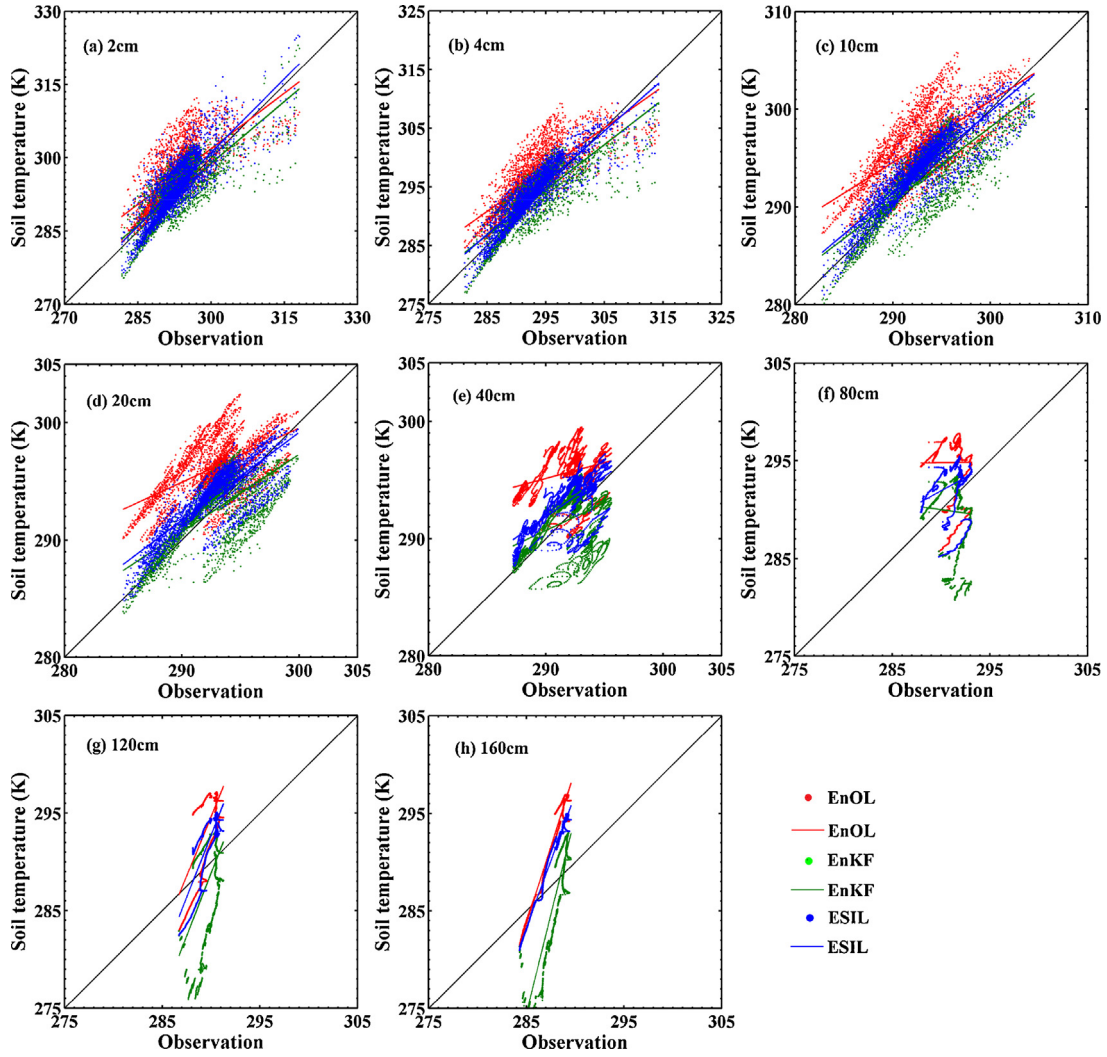 330
315
300
285
270
Soil temperature (K)
(a) 2cm
270 285 300 315 330
Observation
325
315
305
295
285
275
Soil temperature (K)
(b) 4cm
275 285 295 305 315 325
Observation
310
300
290
280
Soil temperature (K)
(c) 10cm
280 290 300 310
Observation
305
300
290
280
Soil temperature (K)
(d) 20cm
280 290 300 305
Observation
305
300
290
280
Soil temperature (K)
(e) 40cm
280 290 300 305
Observation
305
295
285
275
Soil temperature (K)
(f) 80cm
275 285 295 305
Observation
305
295
285
275
Soil temperature (K)
(g) 120cm
275 285 295 305
Observation
305
295
285
275
Soil temperature (K)
(h) 160cm
275 285 295 305
Observation
EnOL
EnOL
EnKF
EnKF
ESIL
ESIL